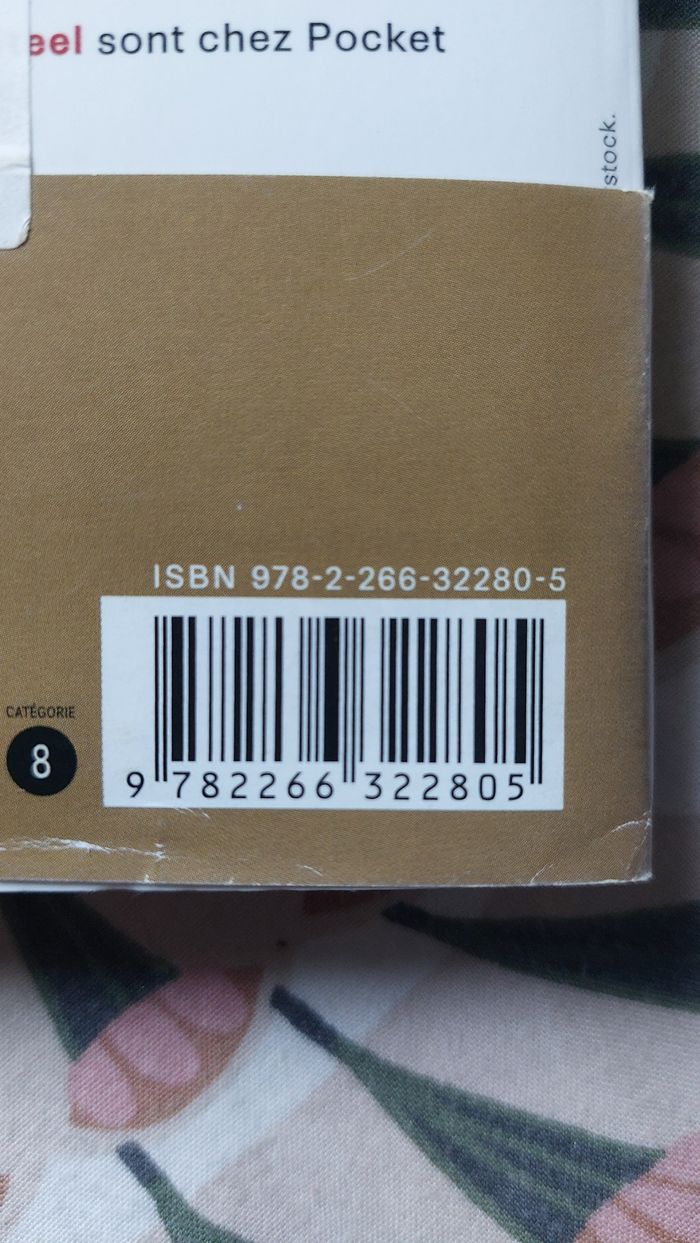 eel sont chez Pocket
stock.
ISBN 978-2-266-32280-5
CATÉGORIE
8
9 782266 322805